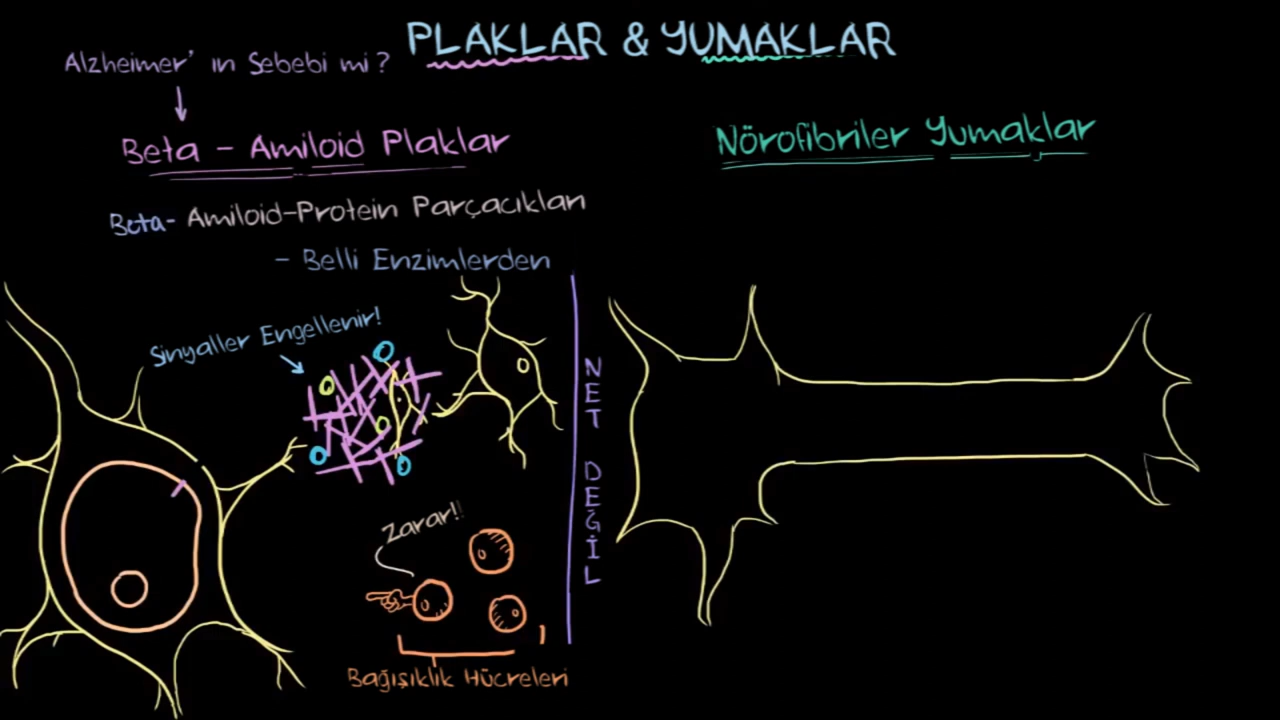 PLAKLAR & YUMAKLAR
Alzheimer' ın Sebebi mi?
Beta - Amiloid Plaklar
Beta- Amiloid-Protein Parçacıkları
- Belli Enzimlerden
Sinyaller Engellenir!
Zarar!!
Bağışıklık Hücreleri
NET DEĞİL
Nörofibriler Yumaklar